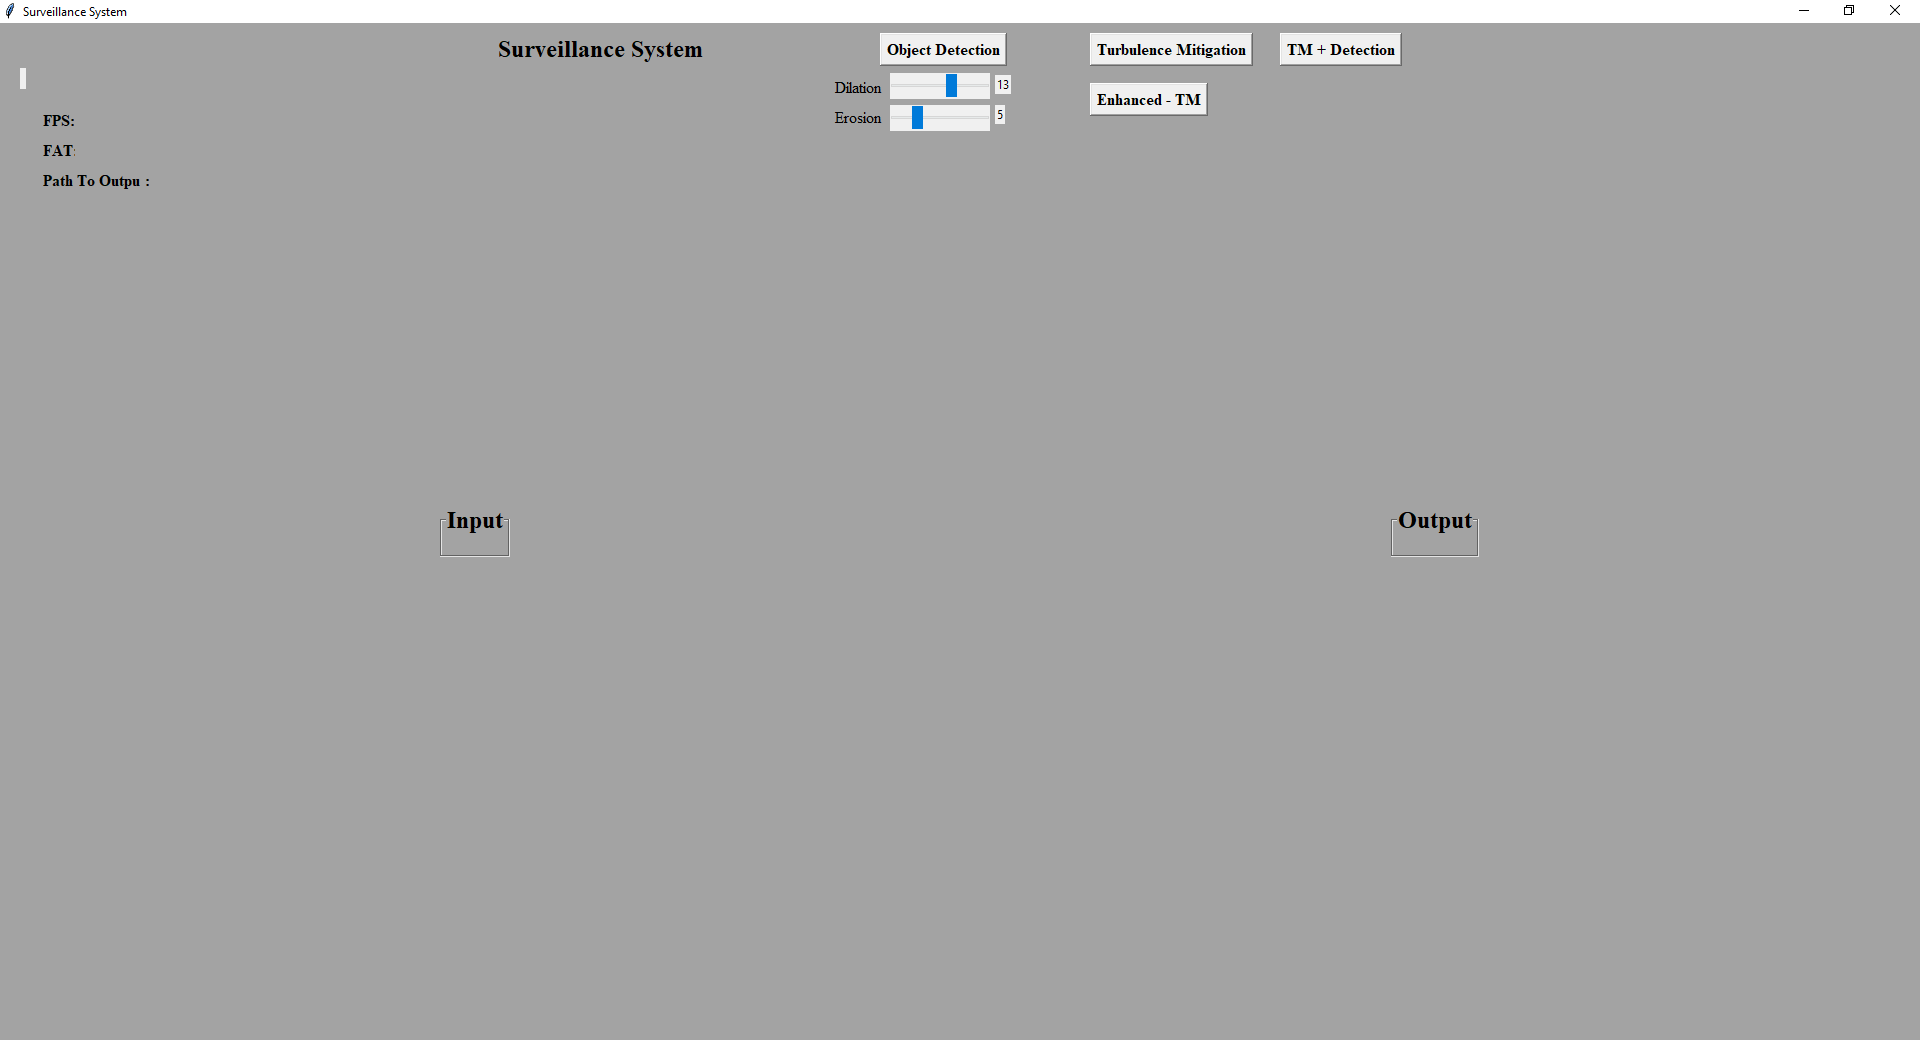 Surveillance System
Surveillance System
Object Detection
Turbulence Mitigation
TM + Detection
Dilation 13
Enhanced - TM
Erosion 5
FPS:
FAT:
Path To Outpu :
Input
Output